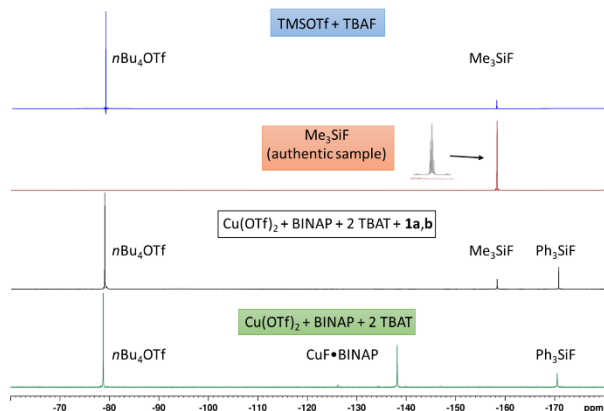 TMSOTf + TBAF
nBu₄OTf
Me₃SiF
Me₃SiF
(authentic sample)
Cu(OTf)₂ + BINAP + 2 TBAT + 1a,b
nBu₄OTf
Me₃SiF
Ph₃SiF
Cu(OTf)₂ + BINAP + 2 TBAT
nBu₄OTf
CuF•BINAP
Ph₃SiF
-70 -80 -90 -100 -110 -120 -130 -140 -150 -160 -170 ppm